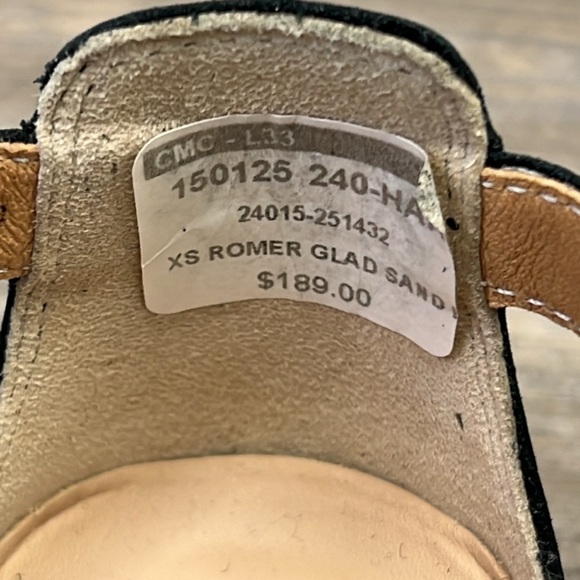 CMC - L33
150125 240-HA
24015-251432
XS ROMER GLAD SAND
$189.00